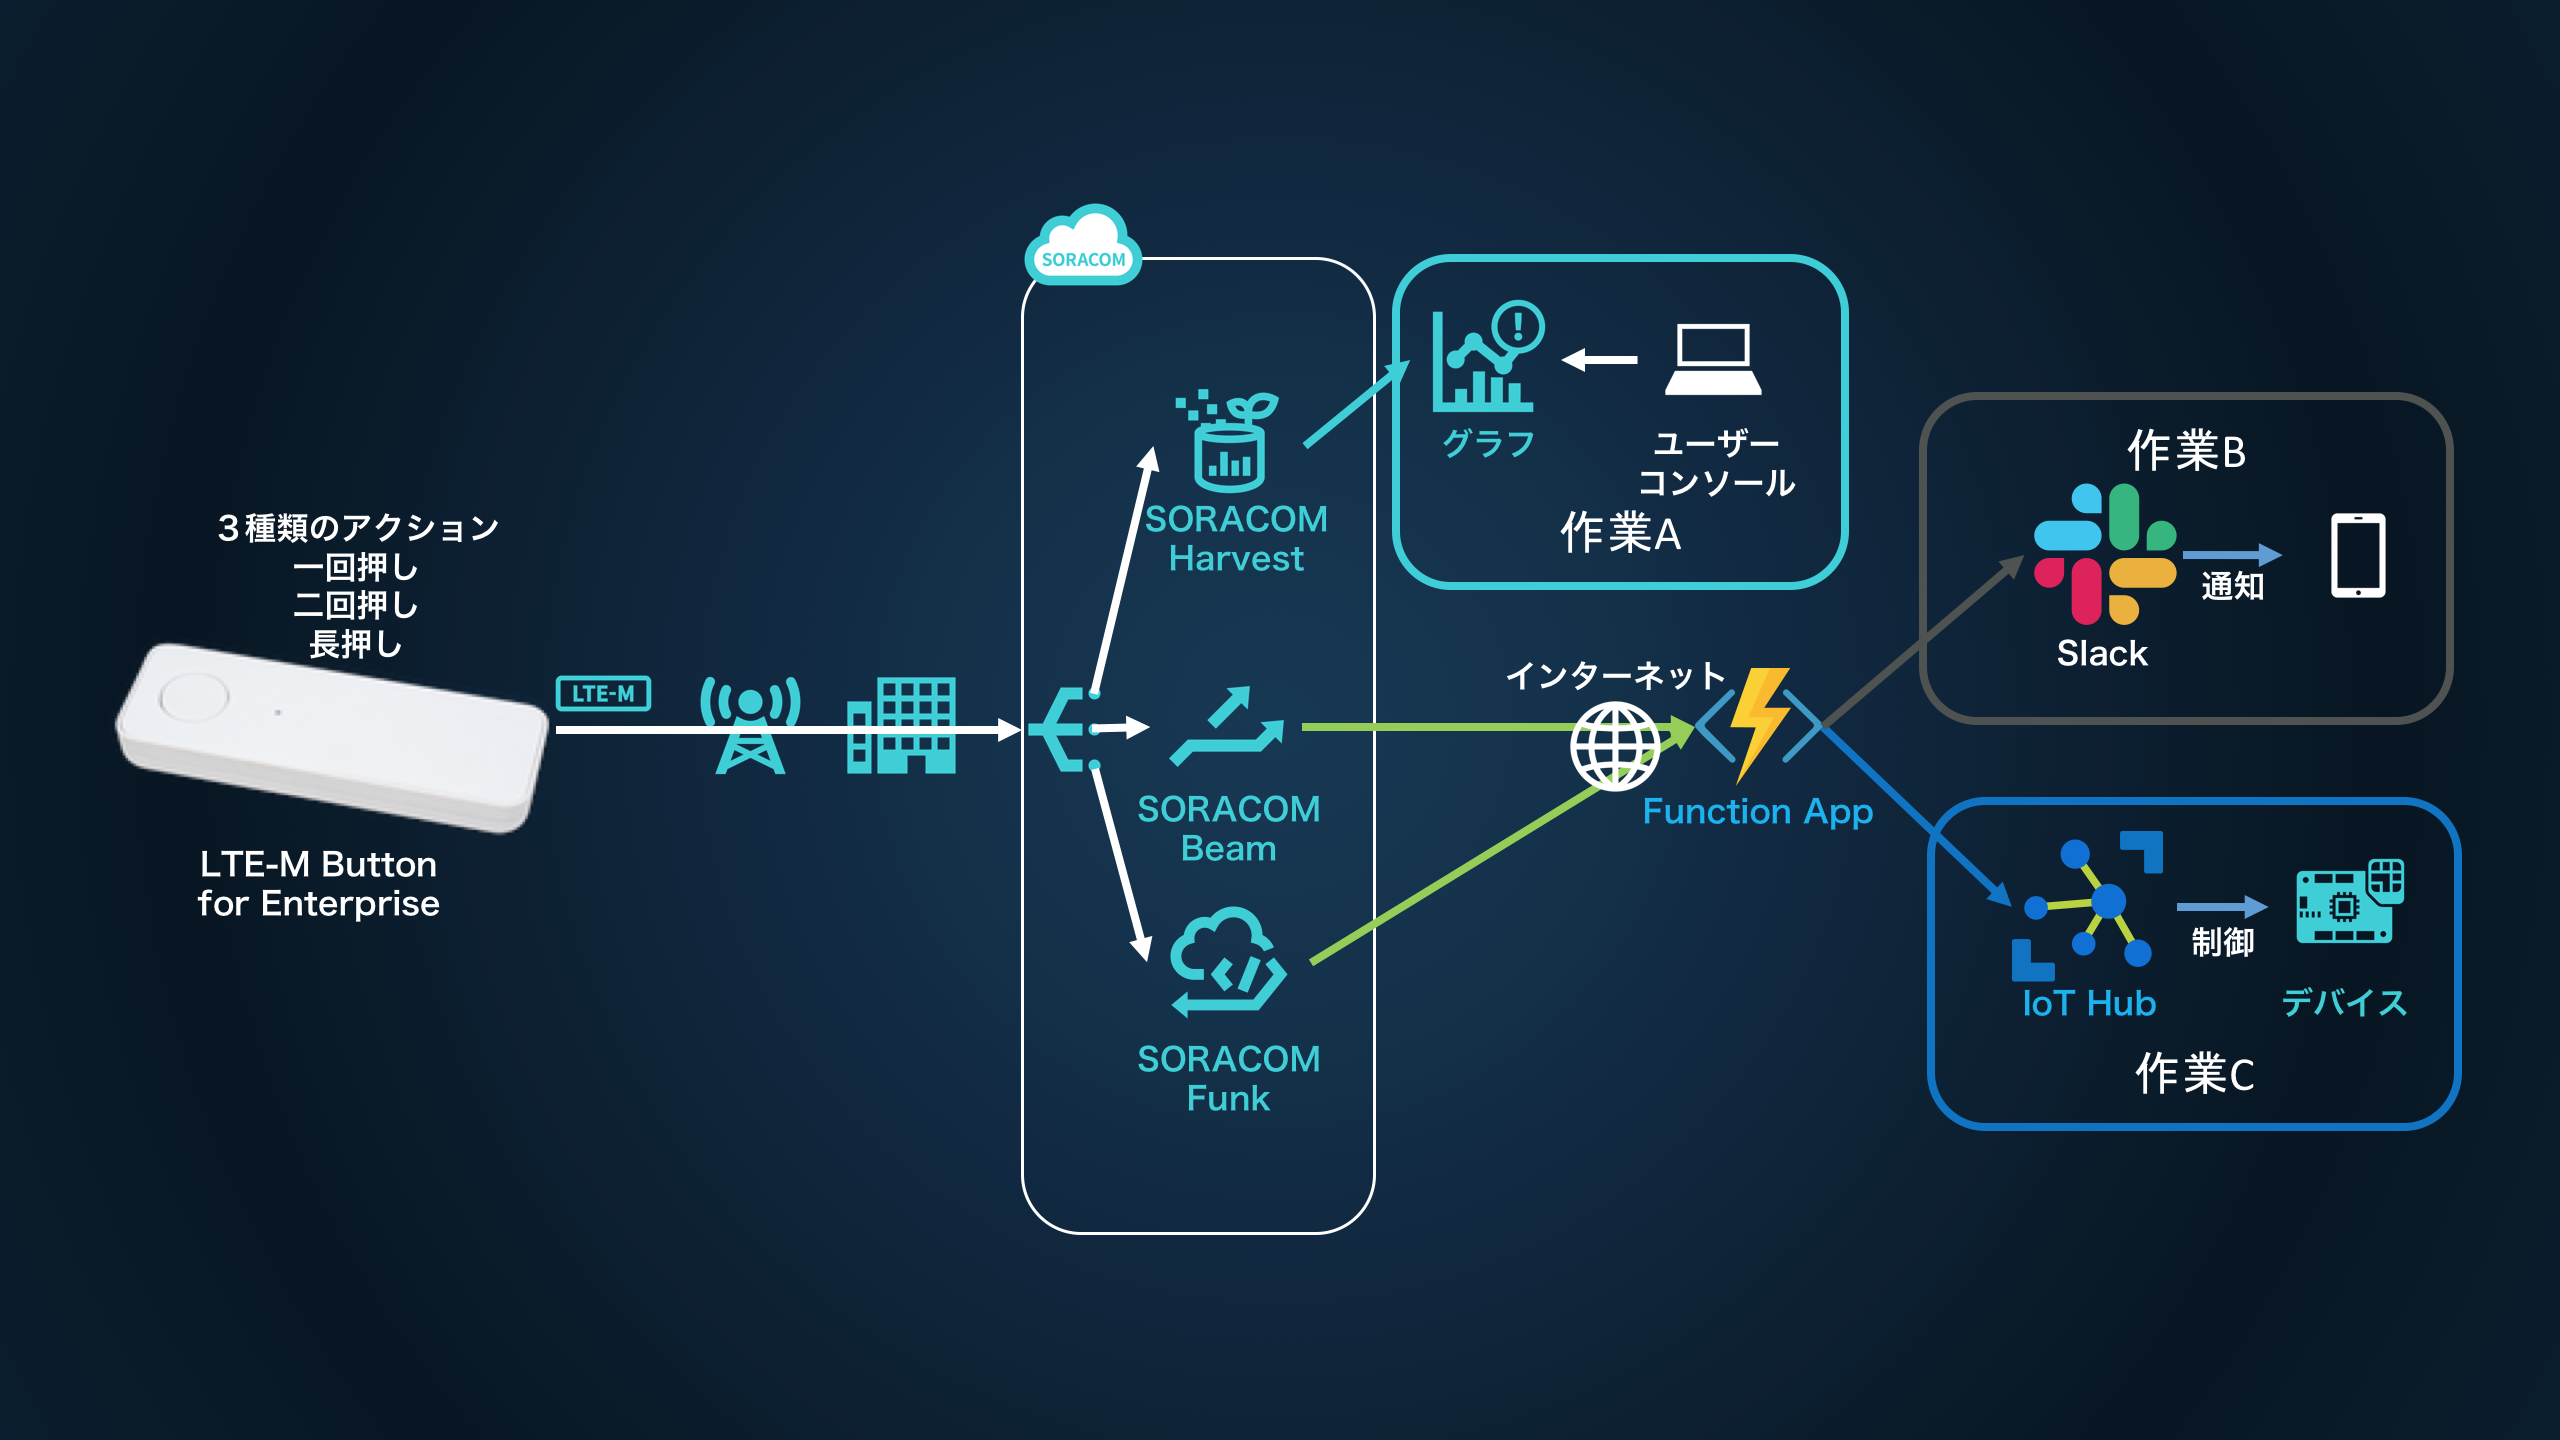 SORACOM
グラフ
ユーザー
コンソール
作業A
SORACOM
Harvest
作業B
通知
Slack
3種類のアクション
一回押し
二回押し
長押し
LTE-M
LTE-M Button
for Enterprise
インターネット
Function App
SORACOM
Beam
SORACOM
Funk
制御
IoT Hub
デバイス
作業C